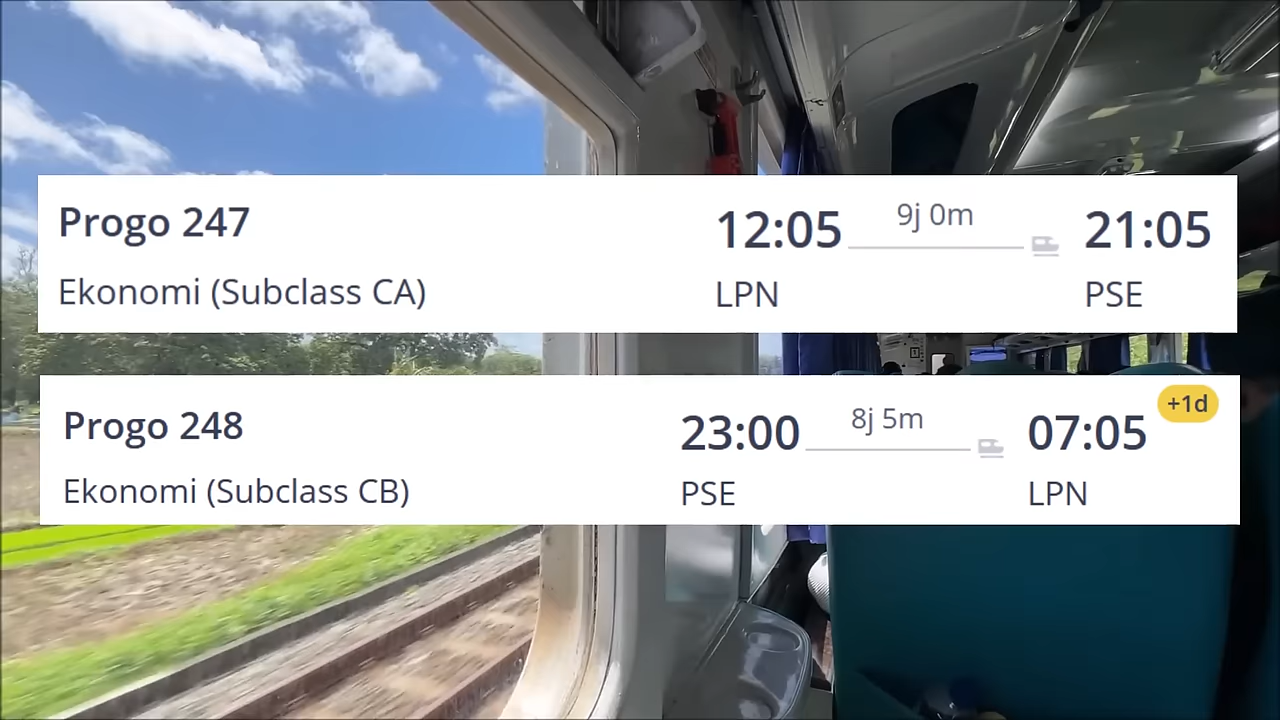 Progo 247
12:05
9j 0m
21:05
Ekonomi (Subclass CA)
LPN
PSE
Progo 248
23:00
8j 5m
07:05
+1d
Ekonomi (Subclass CB)
PSE
LPN